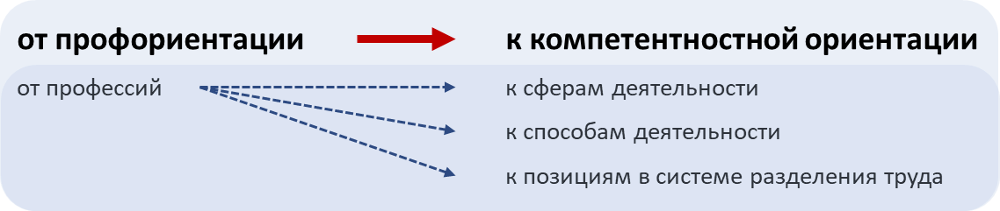 от профориентации к компетентностной ориентации
от профессий к сферам деятельности
к способам деятельности
к позициям в системе разделения труда